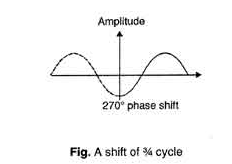 Amplitude
270° phase shift
Fig. A shift of ¾ cycle